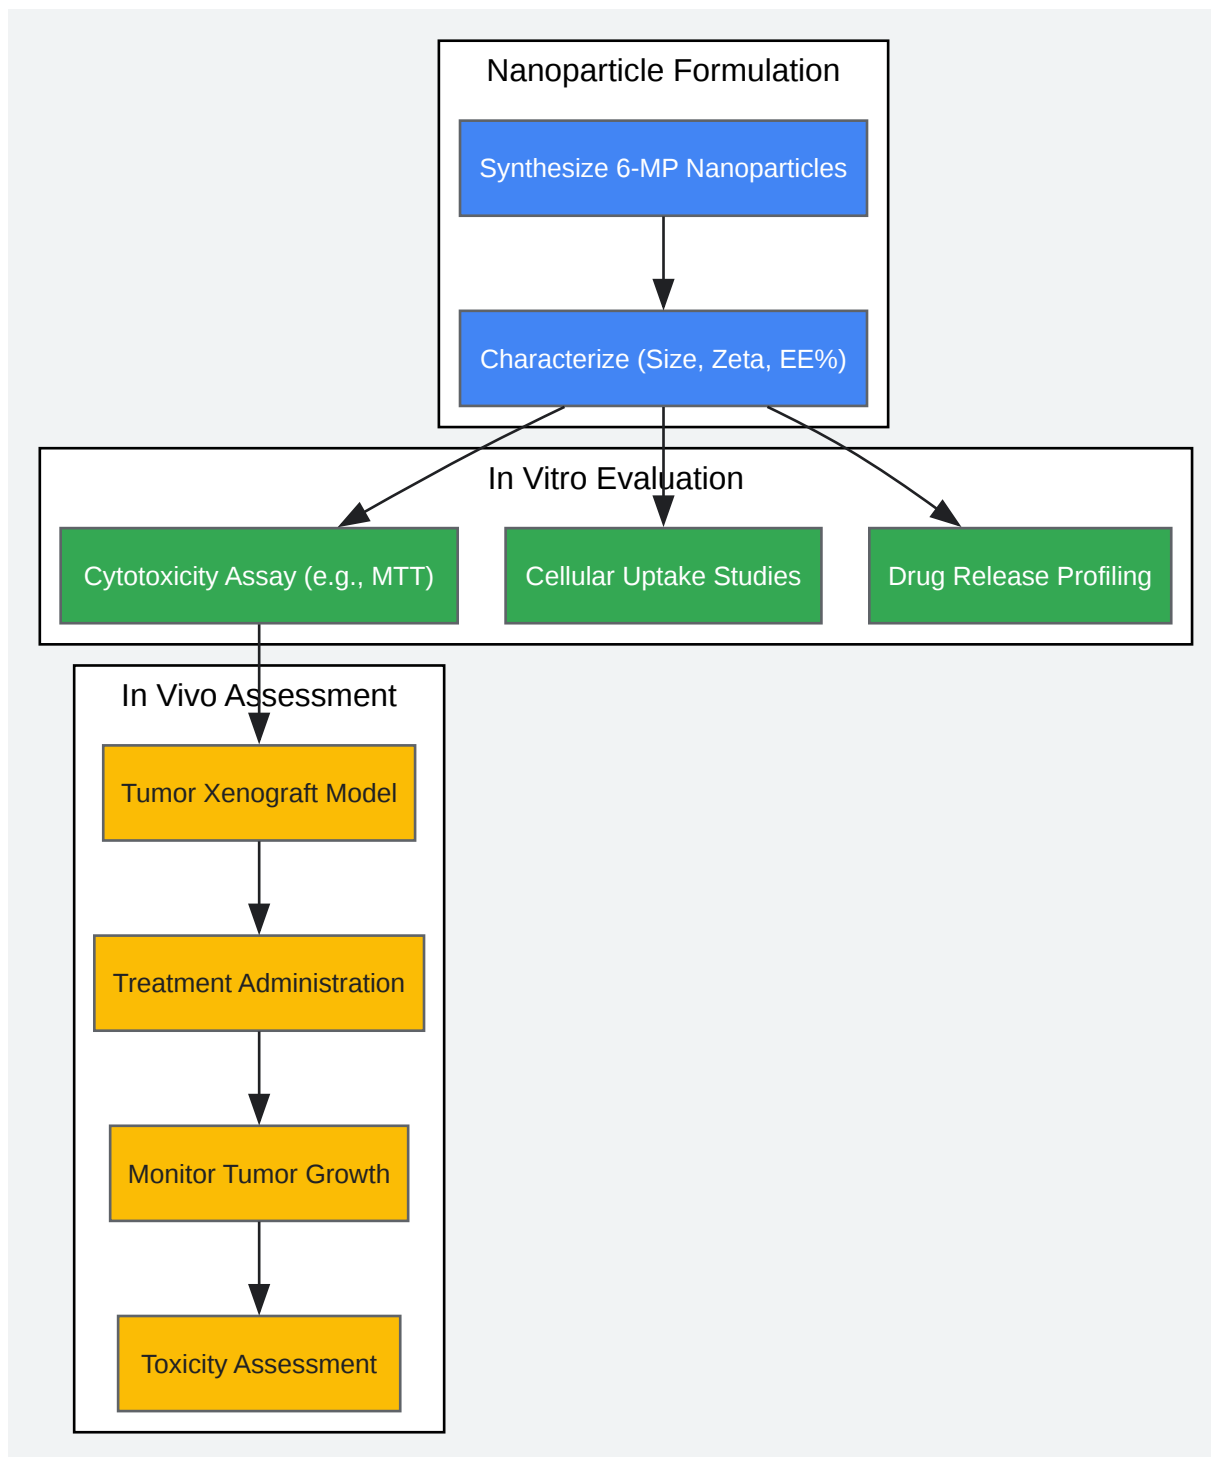 Nanoparticle Formulation
Synthesize 6-MP Nanoparticles
Characterize (Size, Zeta, EE%)
In Vitro Evaluation
Cytotoxicity Assay (e.g., MTT)
Cellular Uptake Studies
Drug Release Profiling
In Vivo Assessment
Tumor Xenograft Model
Treatment Administration
Monitor Tumor Growth
Toxicity Assessment